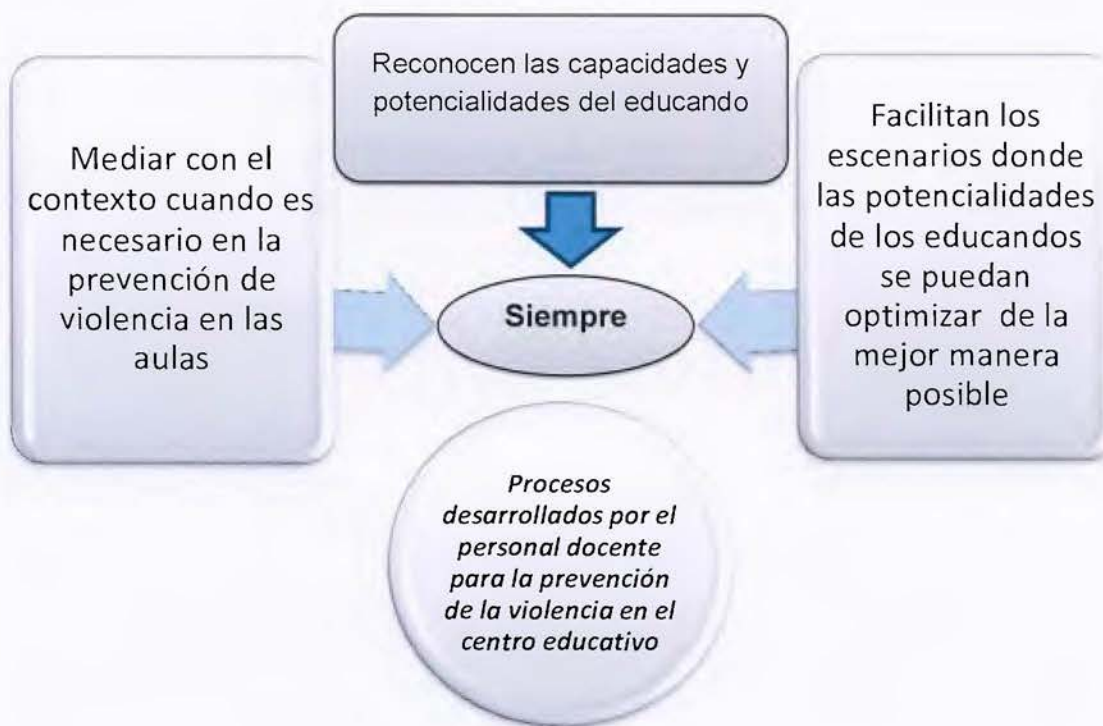 Reconocen las capacidades y
potencialidades del educando
Mediar con el
contexto cuando es
necesario en la
prevención de
violencia en las
aulas
Facilitan los
escenarios donde
las potencialidades
de los educandos
se puedan
optimizar de la
mejor manera
posible
Siempre
Procesos
desarrollados por el
personal docente
para la prevención
de la violencia en el
centro educativo